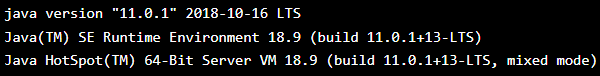 java version "11.0.1" 2018-10-16 LTS
Java(TM) SE Runtime Environment 18.9 (build 11.0.1+13-LTS)
Java HotSpot(TM) 64-Bit Server VM 18.9 (build 11.0.1+13-LTS, mixed mode)